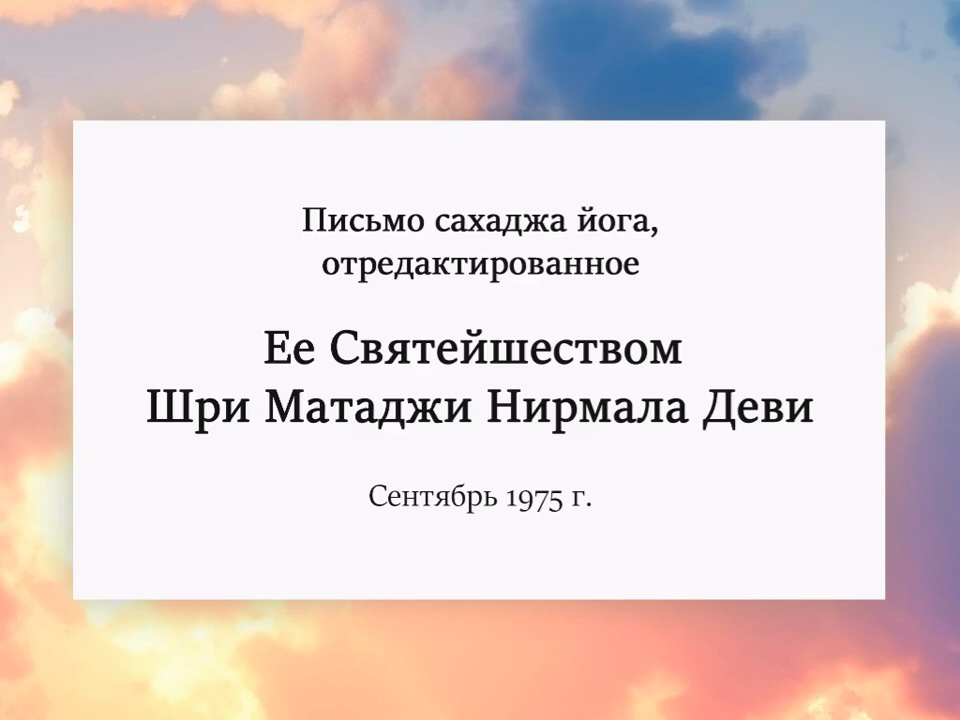 Письмо сахаджа йога,
отредактированное
Ее Святейшеством
Шри Матаджи Нирмала Деви
Сентябрь 1975 г.